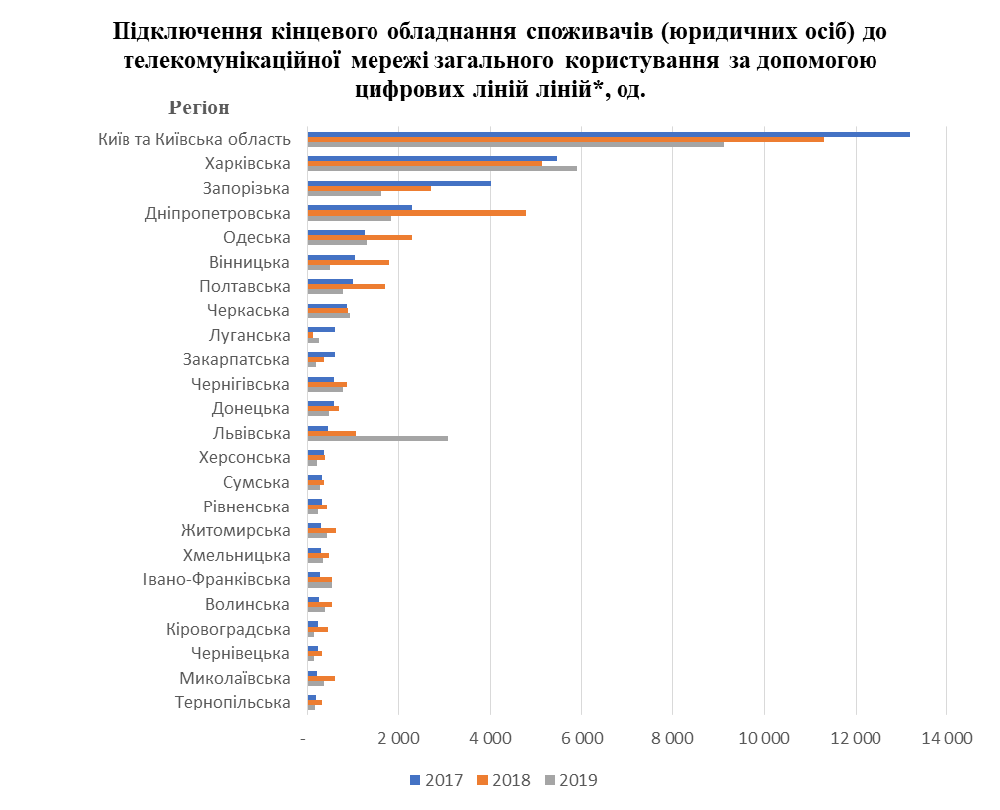 Підключення кінцевого обладнання споживачів (юридичних осіб) до
телекомунікаційної мережі загального користування за допомогою
цифрових ліній ліній*, од.
Регіон
Київ та Київська область
Харківська
Запорізька
Дніпропетровська
Одеська
Вінницька
Полтавська
Черкаська
Луганська
Закарпатська
Чернігівська
Донецька
Львівська
Херсонська
Сумська
Рівненська
Житомирська
Хмельницька
Івано-Франківська
Волинська
Кіровоградська
Чернівецька
Миколаївська
Тернопільська
- 2 000 4 000 6 000 8 000 10 000 12 000 14 000
2017 2018 2019